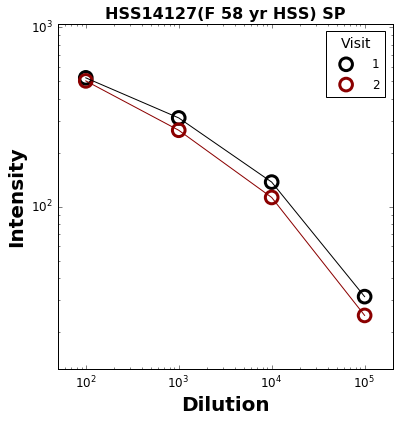 HSS14127(F 58 yr HSS) SP
Visit
1
2
Intensity
10³
10²
10² 10³ 10⁴ 10⁵
Dilution